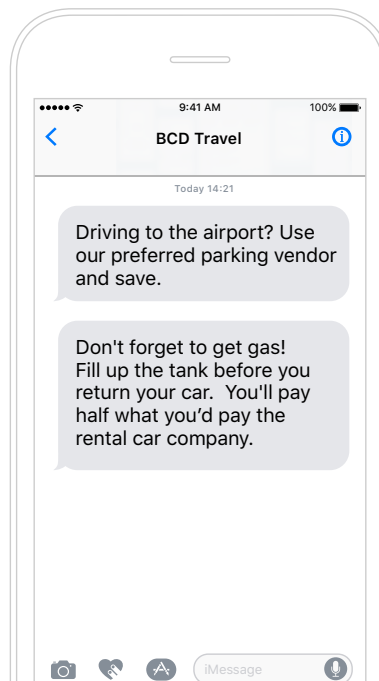 9:41 AM
100%
BCD Travel
Today 14:21
Driving to the airport? Use
our preferred parking vendor
and save.
Don't forget to get gas!
Fill up the tank before you
return your car.  You'll pay
half what you’d pay the
rental car company.
iMessage